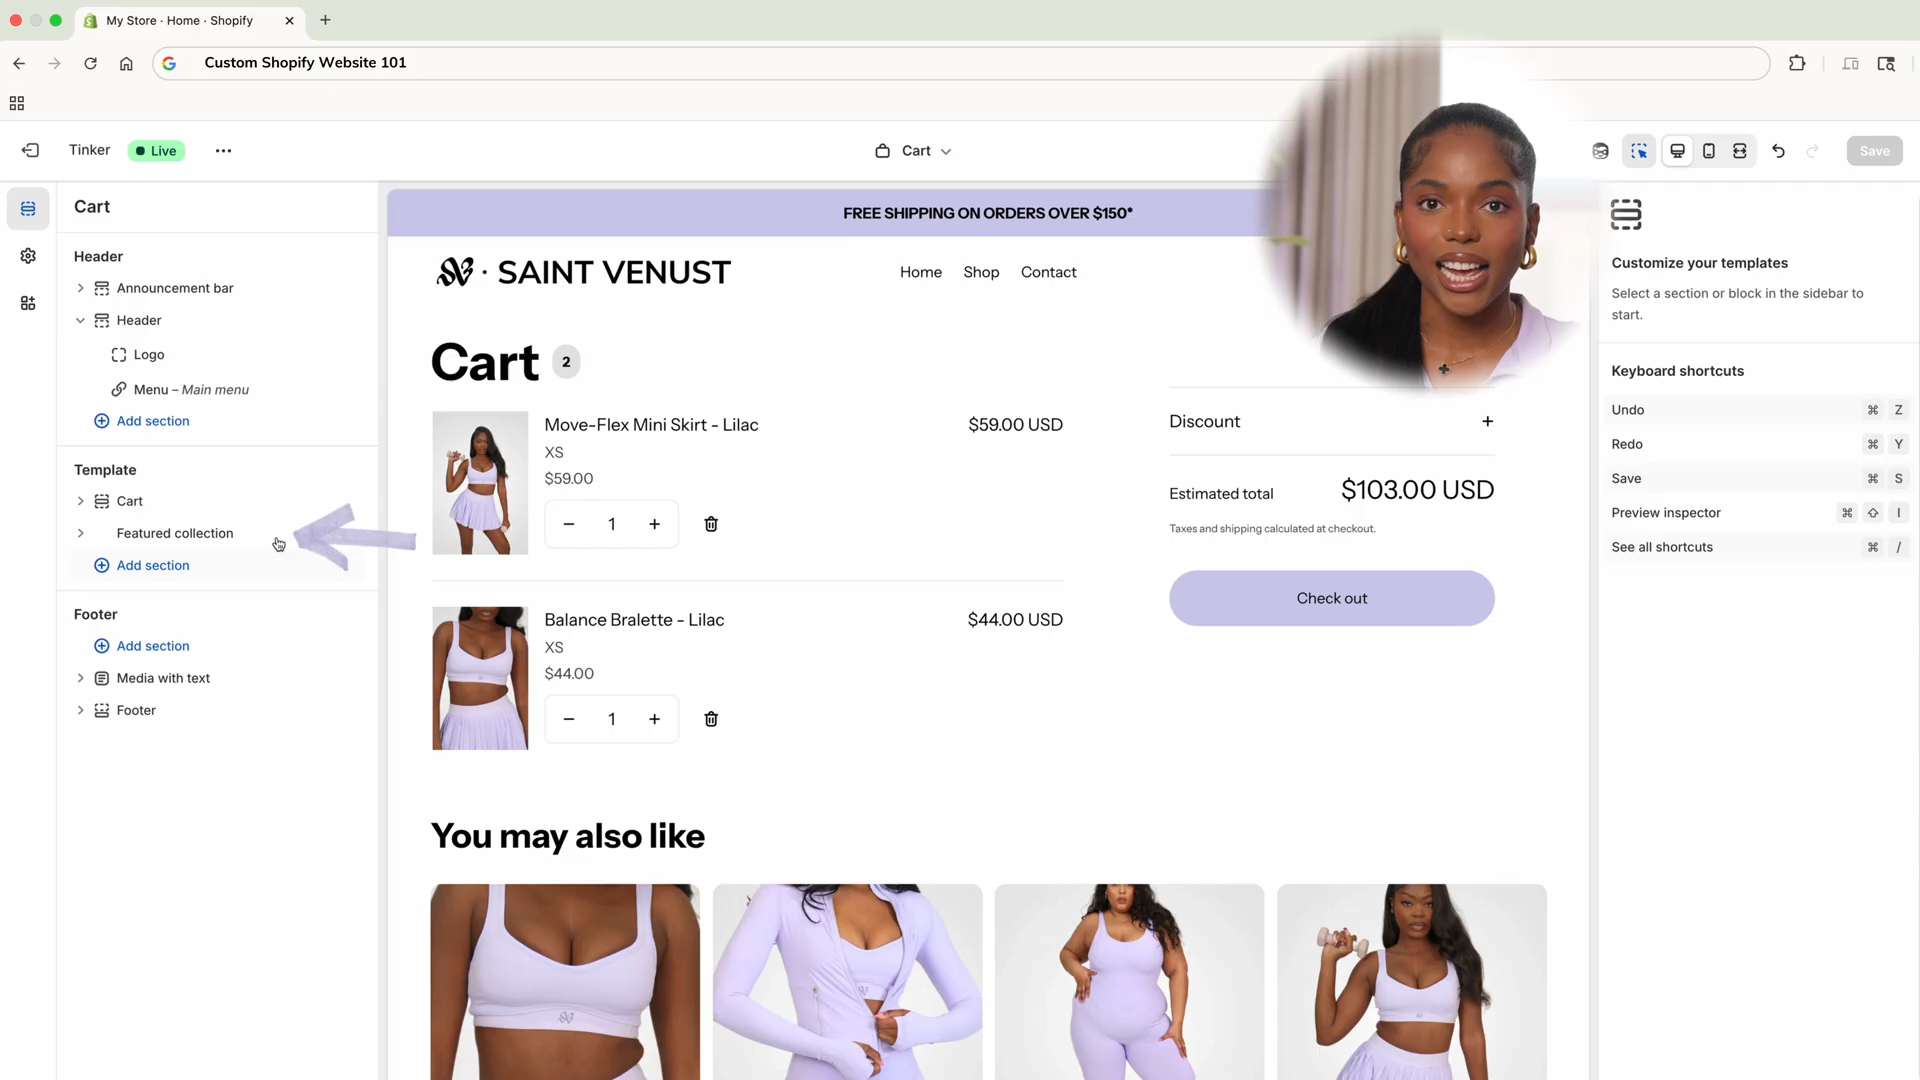 My Store · Home · Shopify
Custom Shopify Website 101
Tinker
Live
Cart
Save
Cart
Header
Announcement bar
Header
Logo
Menu – Main menu
Add section
Template
Cart
Featured collection
Add section
Footer
Add section
Media with text
Footer
FREE SHIPPING ON ORDERS OVER $150*
SAINT VENUST
Home
Shop
Contact
Cart 2
Move-Flex Mini Skirt - Lilac
$59.00 USD
XS
$59.00
1
Balance Bralette - Lilac
$44.00 USD
XS
$44.00
1
Discount
Estimated total
$103.00 USD
Taxes and shipping calculated at checkout.
Check out
You may also like
Customize your templates
Select a section or block in the sidebar to
start.
Keyboard shortcuts
Undo ⌘ Z
Redo ⌘ Y
Save ⌘ S
Preview inspector ⌘ ⇧ I
See all shortcuts ⌘ /